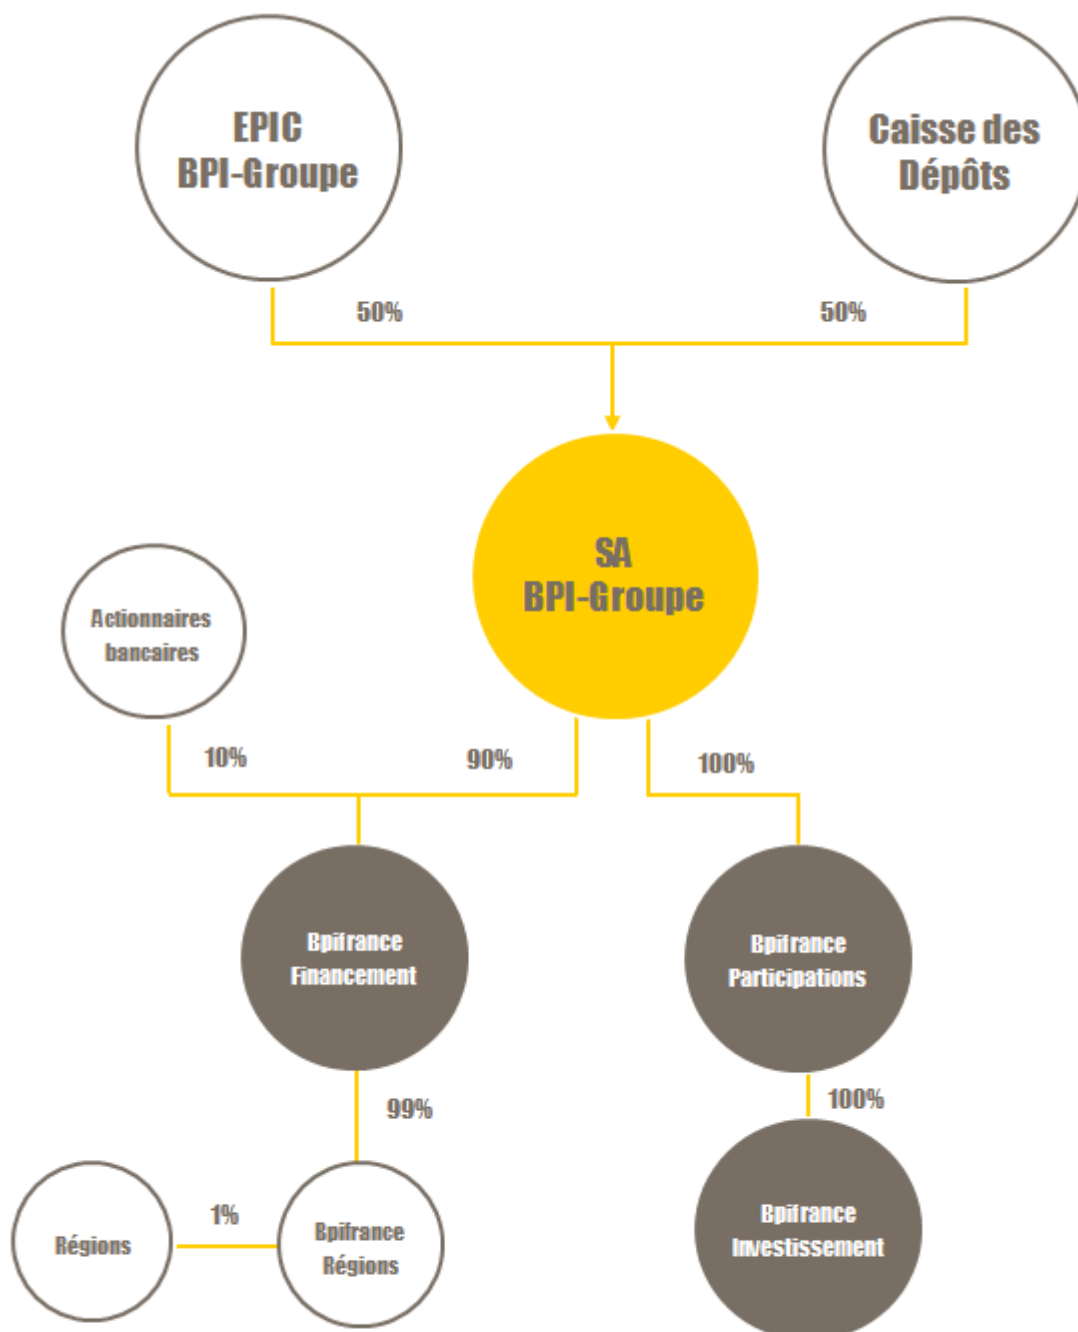 EPIC
BPI-Groupe
Caisse des
Dépôts
50%
50%
SA
BPI-Groupe
Actionnaires
bancaires
10%
90%
100%
Bpifrance
Financement
Bpifrance
Participations
99%
100%
Régions
1%
Bpifrance
Régions
Bpifrance
Investissement